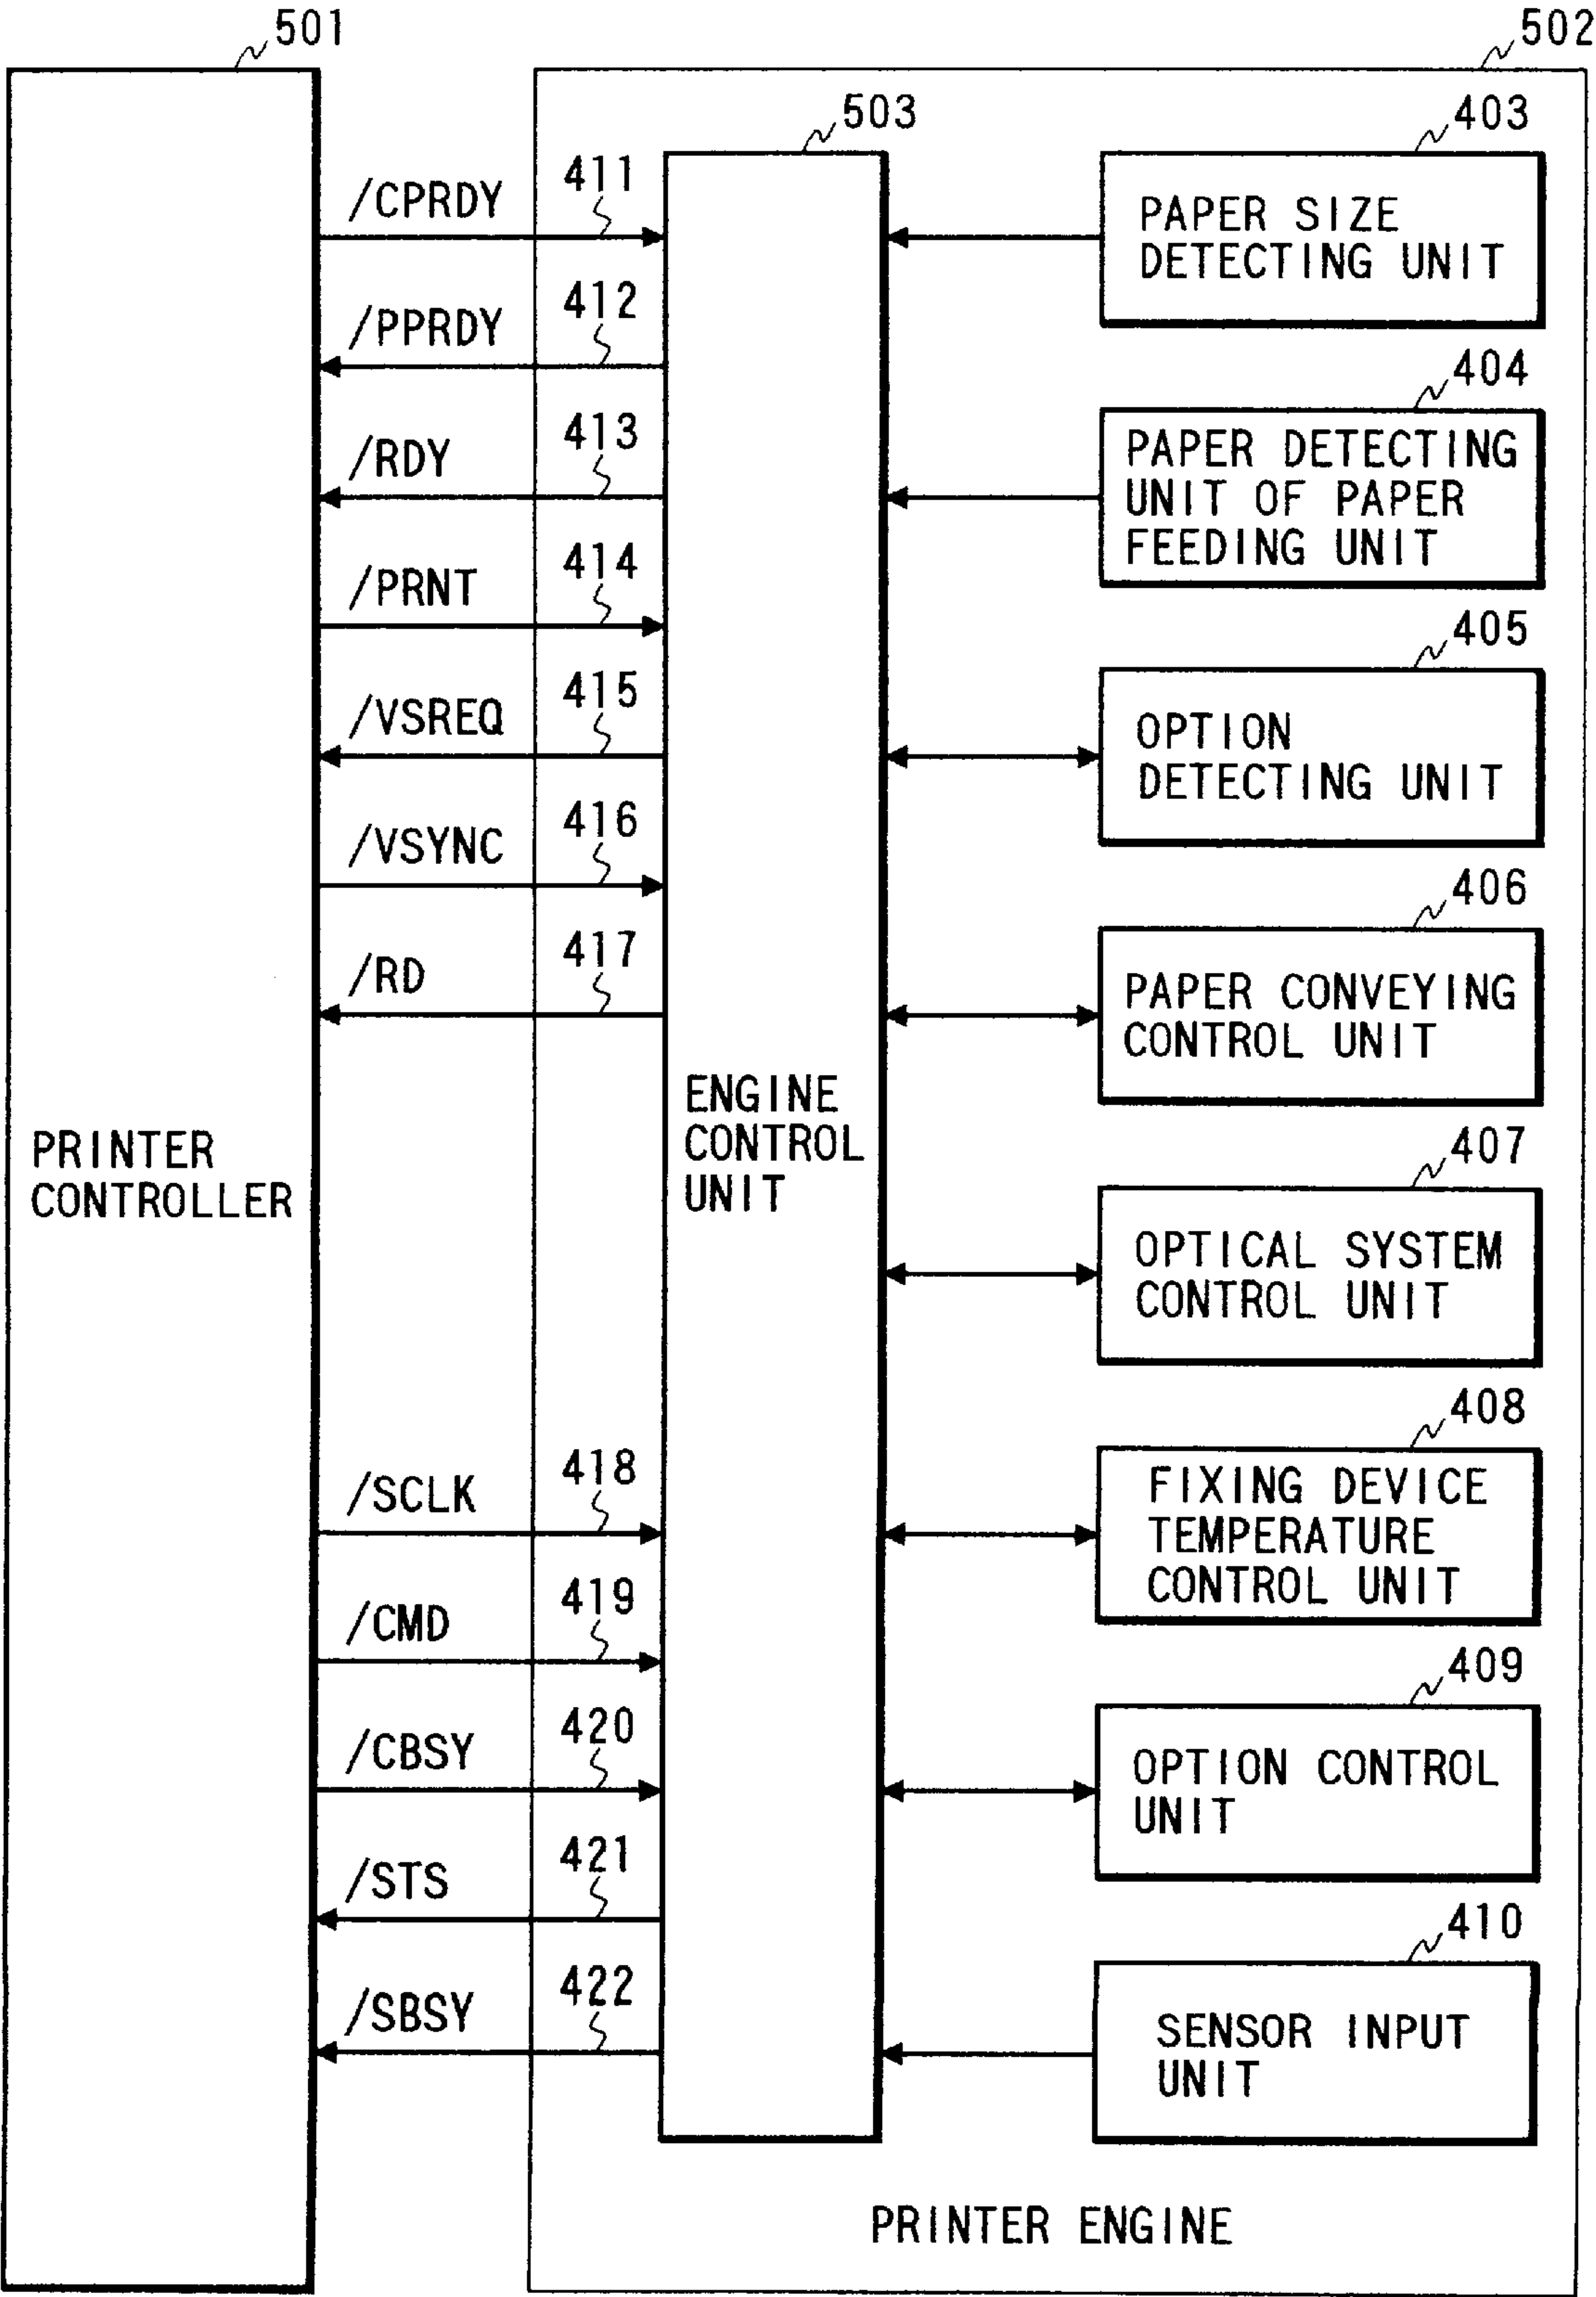 501
502
503
403
/CPRDY
411
PAPER SIZE
DETECTING UNIT
/PPRDY
412
404
/RDY
413
PAPER DETECTING
UNIT OF PAPER
FEEDING UNIT
/PRNT
414
405
/VSREQ
415
OPTION
DETECTING UNIT
/VSYNC
416
406
/RD
417
PAPER CONVEYING
CONTROL UNIT
PRINTER
CONTROLLER
ENGINE
CONTROL
UNIT
407
OPTICAL SYSTEM
CONTROL UNIT
408
/SCLK
418
FIXING DEVICE
TEMPERATURE
CONTROL UNIT
/CMD
419
409
/CBSY
420
OPTION CONTROL
UNIT
/STS
421
410
/SBSY
422
SENSOR INPUT
UNIT
PRINTER ENGINE